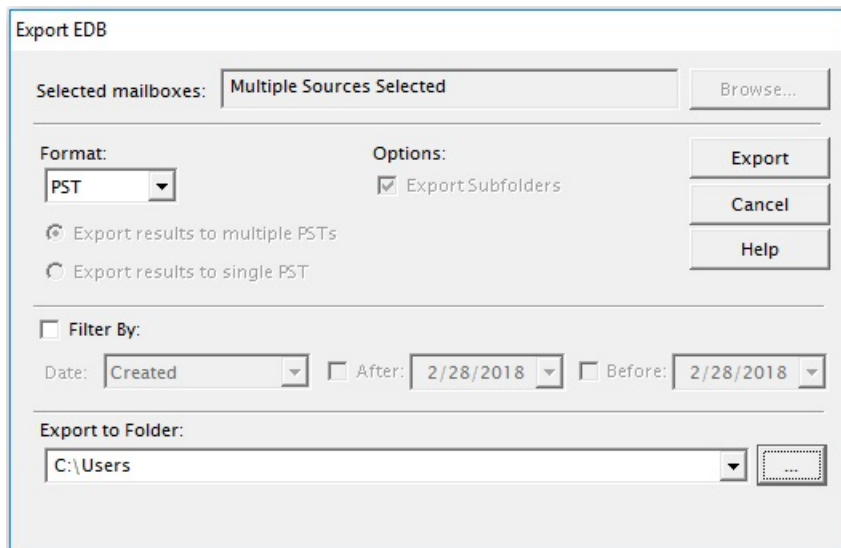 Export EDB
Selected mailboxes: Multiple Sources Selected Browse...
Format: Options:
PST Export Subfolders Export
Cancel
Export results to multiple PSTs
Help
Export results to single PST
Filter By:
Date: Created After: 2/28/2018 Before: 2/28/2018
Export to Folder:
C:\Users ...